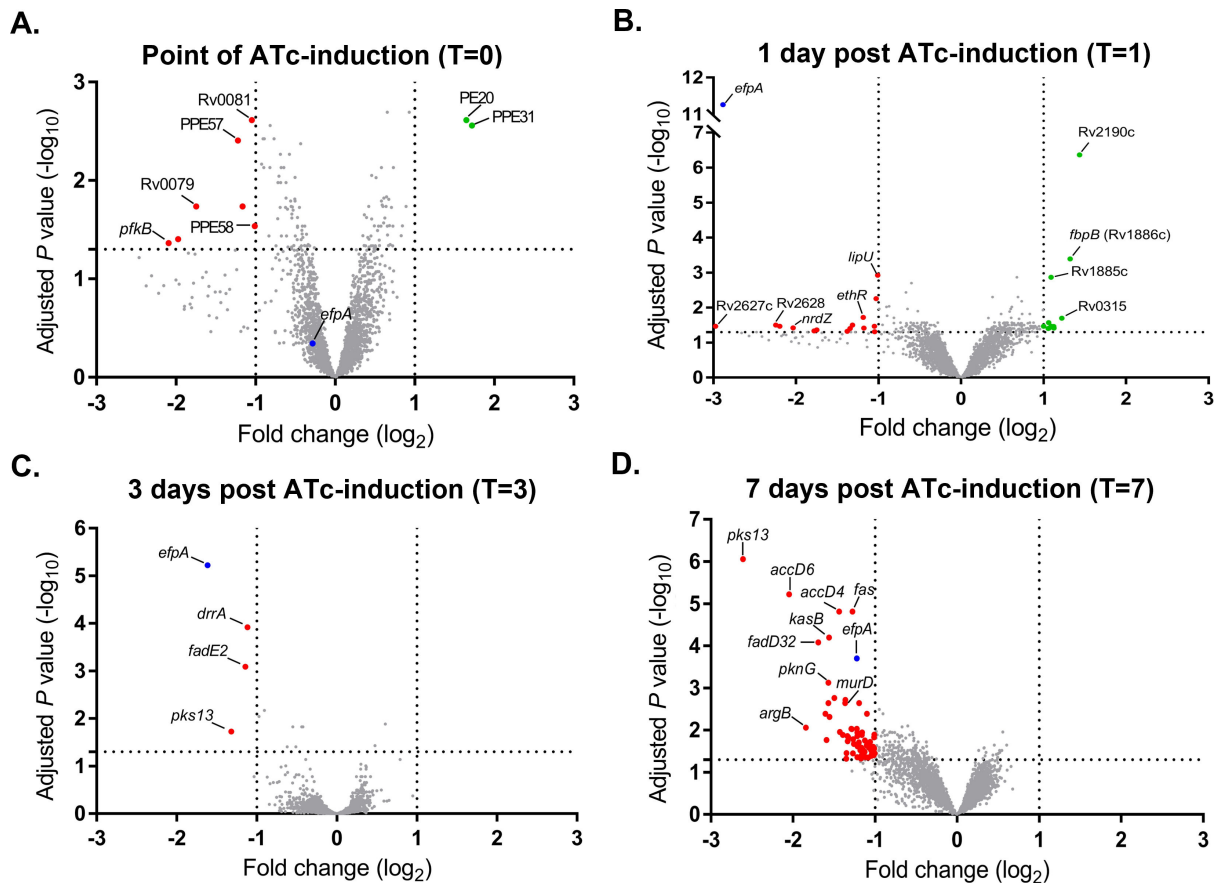 A.
Point of ATc-induction (T=0)
Adjusted P value (-log10)
3
2
1
0
-3 -2 -1 0 1 2 3
Fold change (log2)
Rv0081
PPE57
Rv0079
pfkB
PPE58
efpA
PE20
PPE31
B.
1 day post ATc-induction (T=1)
Adjusted P value (-log10)
12
11
7
6
5
4
3
2
1
0
-3 -2 -1 0 1 2 3
Fold change (log2)
efpA
Rv2190c
fbpB (Rv1886c)
Rv1885c
Rv0315
lipU
ethR
Rv2627c
Rv2628
nrdZ
C.
3 days post ATc-induction (T=3)
Adjusted P value (-log10)
6
5
4
3
2
1
0
-3 -2 -1 0 1 2 3
Fold change (log2)
efpA
drrA
fadE2
pks13
D.
7 days post ATc-induction (T=7)
Adjusted P value (-log10)
7
6
5
4
3
2
1
0
-3 -2 -1 0 1 2 3
Fold change (log2)
pks13
accD6
accD4
fas
kasB
efpA
fadD32
pknG
murD
argB